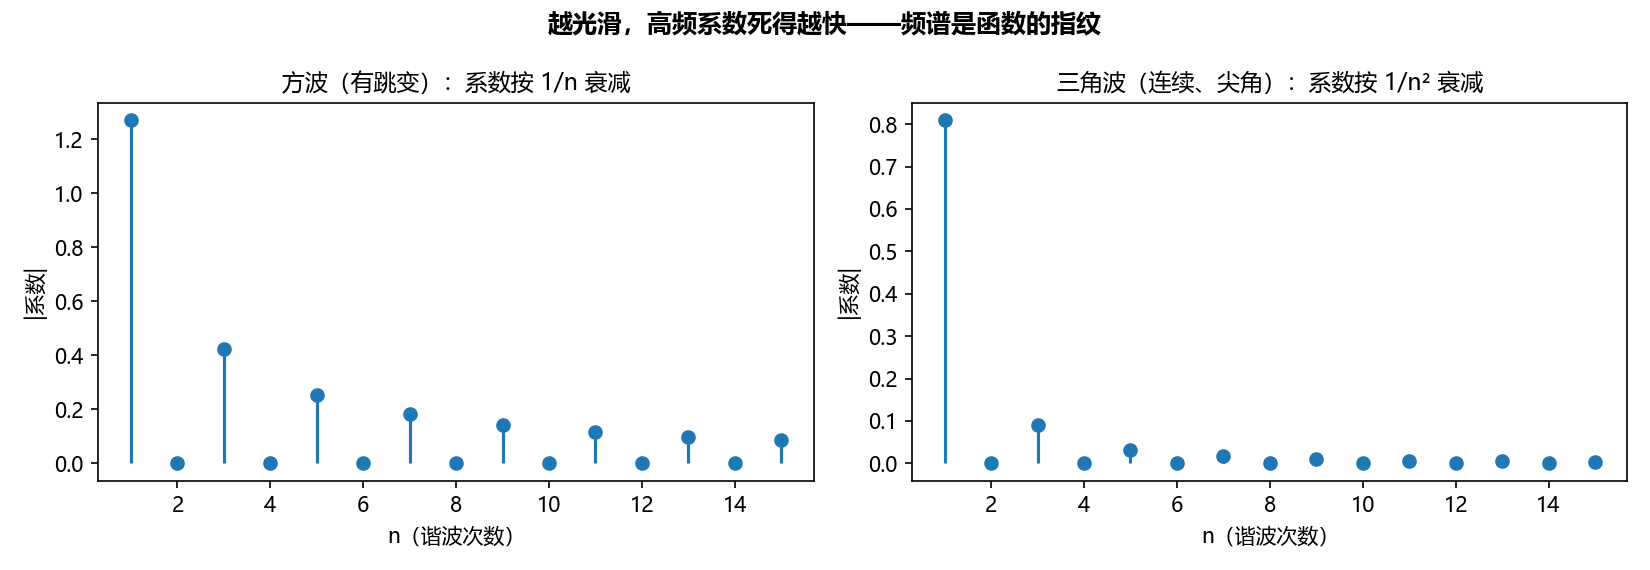 越光滑，高频系数死得越快——频谱是函数的指纹
方波（有跳变）：系数按 1/n 衰减
|系数|
1.2
1.0
0.8
0.6
0.4
0.2
0.0
2 4 6 8 10 12 14
n（谐波次数）
三角波（连续、尖角）：系数按 1/n² 衰减
|系数|
0.8
0.7
0.6
0.5
0.4
0.3
0.2
0.1
0.0
2 4 6 8 10 12 14
n（谐波次数）